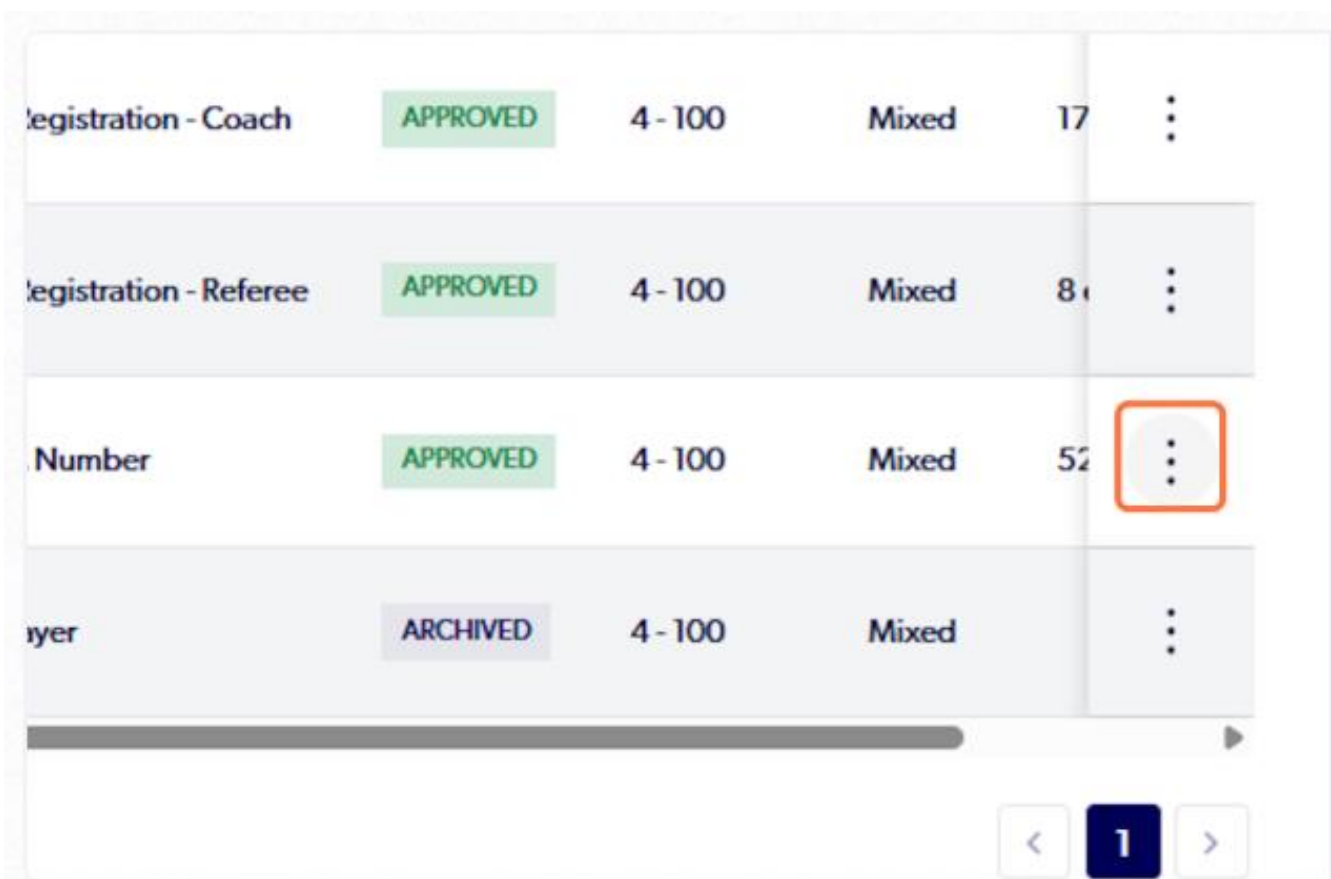 egistration - Coach APPROVED 4 - 100 Mixed 17
egistration - Referee APPROVED 4 - 100 Mixed 8
Number APPROVED 4 - 100 Mixed 52
yer ARCHIVED 4 - 100 Mixed
< 1 >